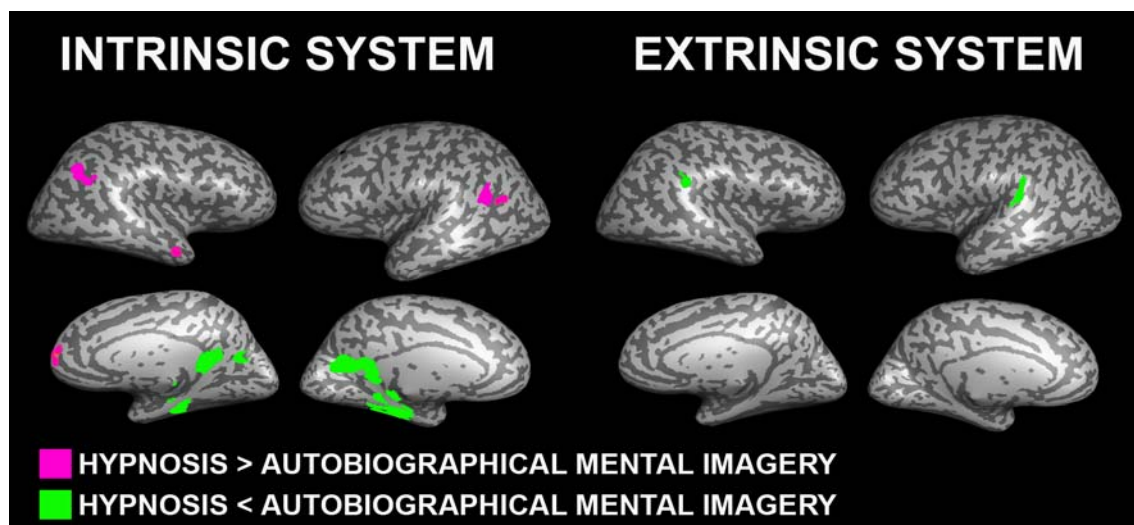 INTRINSIC SYSTEM
EXTRINSIC SYSTEM
HYPNOSIS > AUTOBIOGRAPHICAL MENTAL IMAGERY
HYPNOSIS < AUTOBIOGRAPHICAL MENTAL IMAGERY